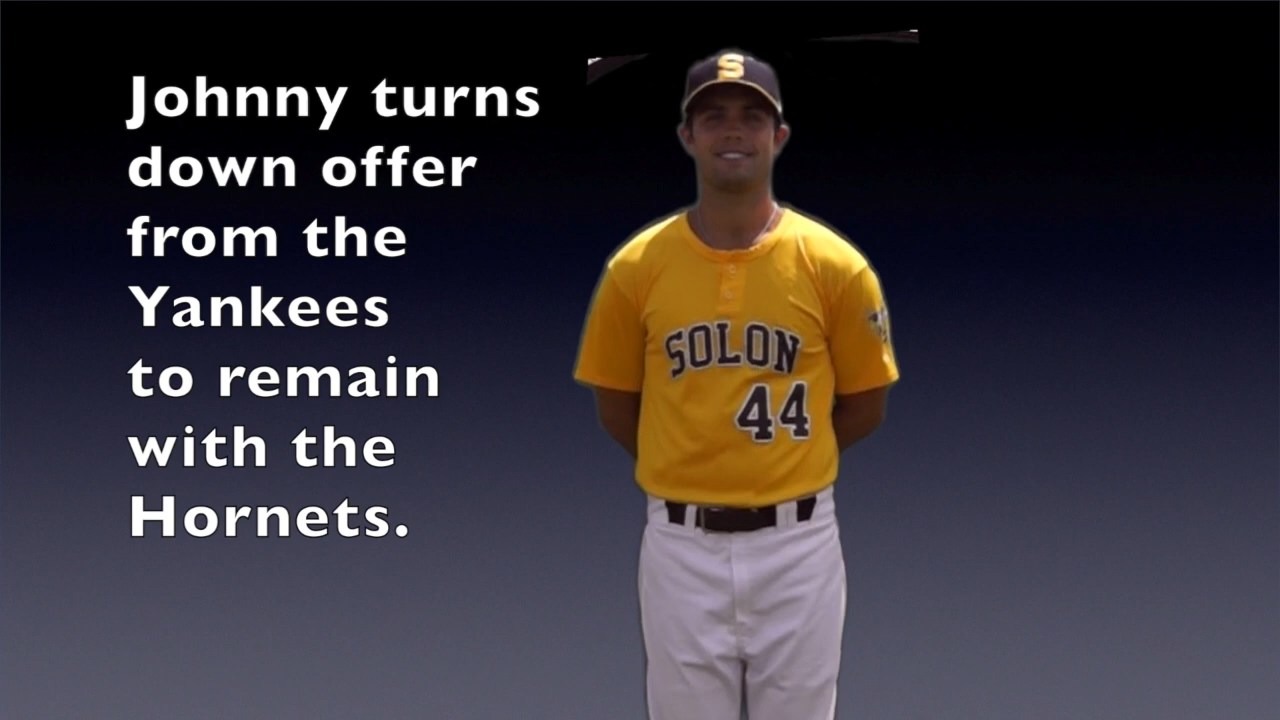 Johnny turns
down offer
from the
Yankees
to remain
with the
Hornets.
S
SOLON
44